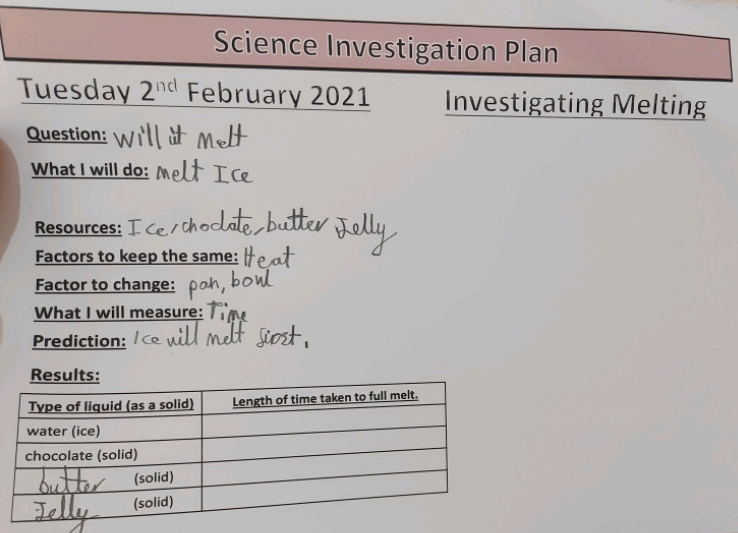 Science Investigation Plan
Tuesday 2nd February 2021 Investigating Melting
Question: Will it Melt
What I will do: Melt Ice
Resources: Ice, choclate, butter Jelly
Factors to keep the same: Heat
Factor to change: pan, bowl
What I will measure: Time
Prediction: Ice will melt fiost.
Results:
Type of liquid (as a solid) Length of time taken to full melt.
water (ice)
chocolate (solid)
butter (solid)
Jelly (solid)